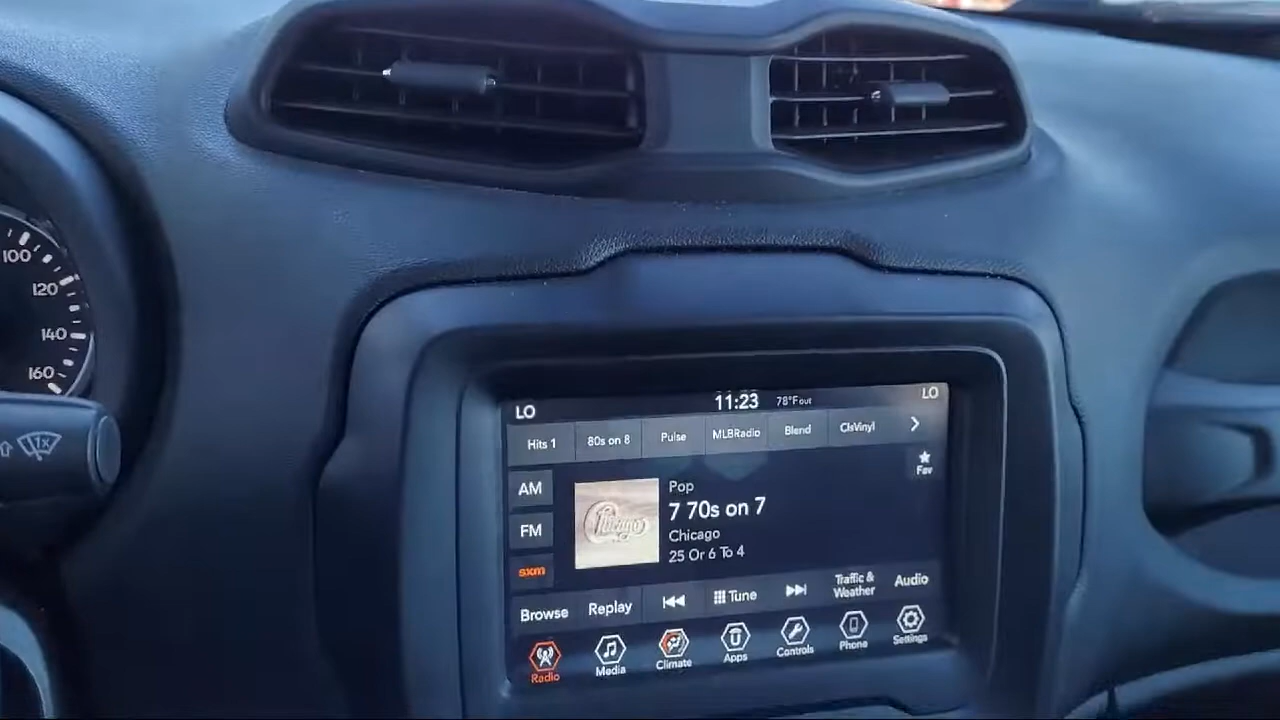 100
120
140
160
1x
LO 11:23 78°F out LO
Hits 1 80s on 8 Pulse MLBRadio Blend ClsVinyl
Fav
AM
FM
sxm
Chicago
Pop
7 70s on 7
Chicago
25 Or 6 To 4
Browse Replay Tune Traffic & Weather Audio
Radio Media Climate Apps Controls Phone Settings